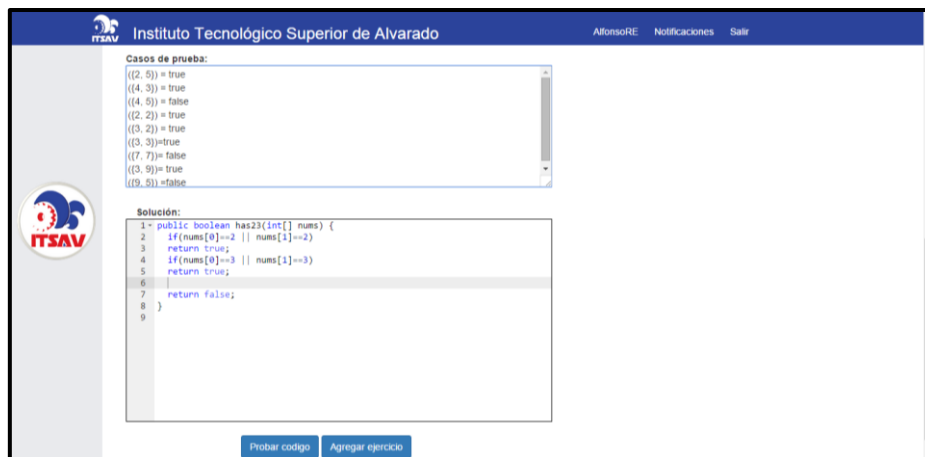 ITSAV
Instituto Tecnológico Superior de Alvarado
AlfonsoRE Notificaciones Salir
Casos de prueba:
({2, 5}) = true
({4, 3}) = true
({4, 5}) = false
({2, 2}) = true
({3, 2}) = true
({3, 3})=true
({7, 7})= false
({3, 9})= true
({9, 5}) =false
ITSAV
Solución:
1 public boolean has23(int[] nums) {
2 if(nums[0]==2 || nums[1]==2)
3 return true;
4 if(nums[0]==3 || nums[1]==3)
5 return true;
6
7 return false;
8 }
9
Probar codigo Agregar ejercicio